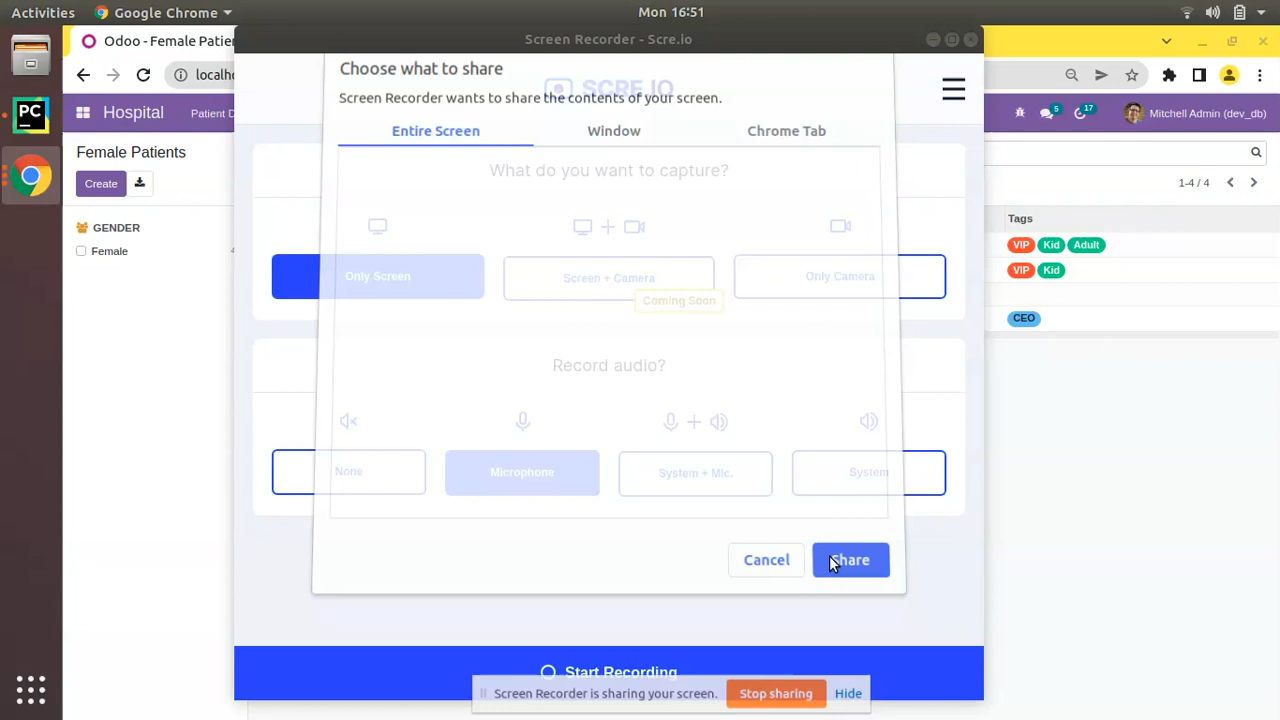 Activities
Google Chrome
Mon 16:51
Odoo - Female Patie
Screen Recorder - Scre.io
localh
SCRE.IO
Choose what to share
Screen Recorder wants to share the contents of your screen.
Hospital
Patient D
5
17
Mitchell Admin (dev_db)
Entire Screen
Window
Chrome Tab
Female Patients
What do you want to capture?
Create
1-4 / 4
GENDER
Female
4
Tags
VIP
Kid
Adult
VIP
Kid
CEO
Only Screen
Screen + Camera
Only Camera
Coming Soon
Record audio?
None
Microphone
System + Mic.
System
Cancel
Share
Start Recording
Screen Recorder is sharing your screen.
Stop sharing
Hide
PC